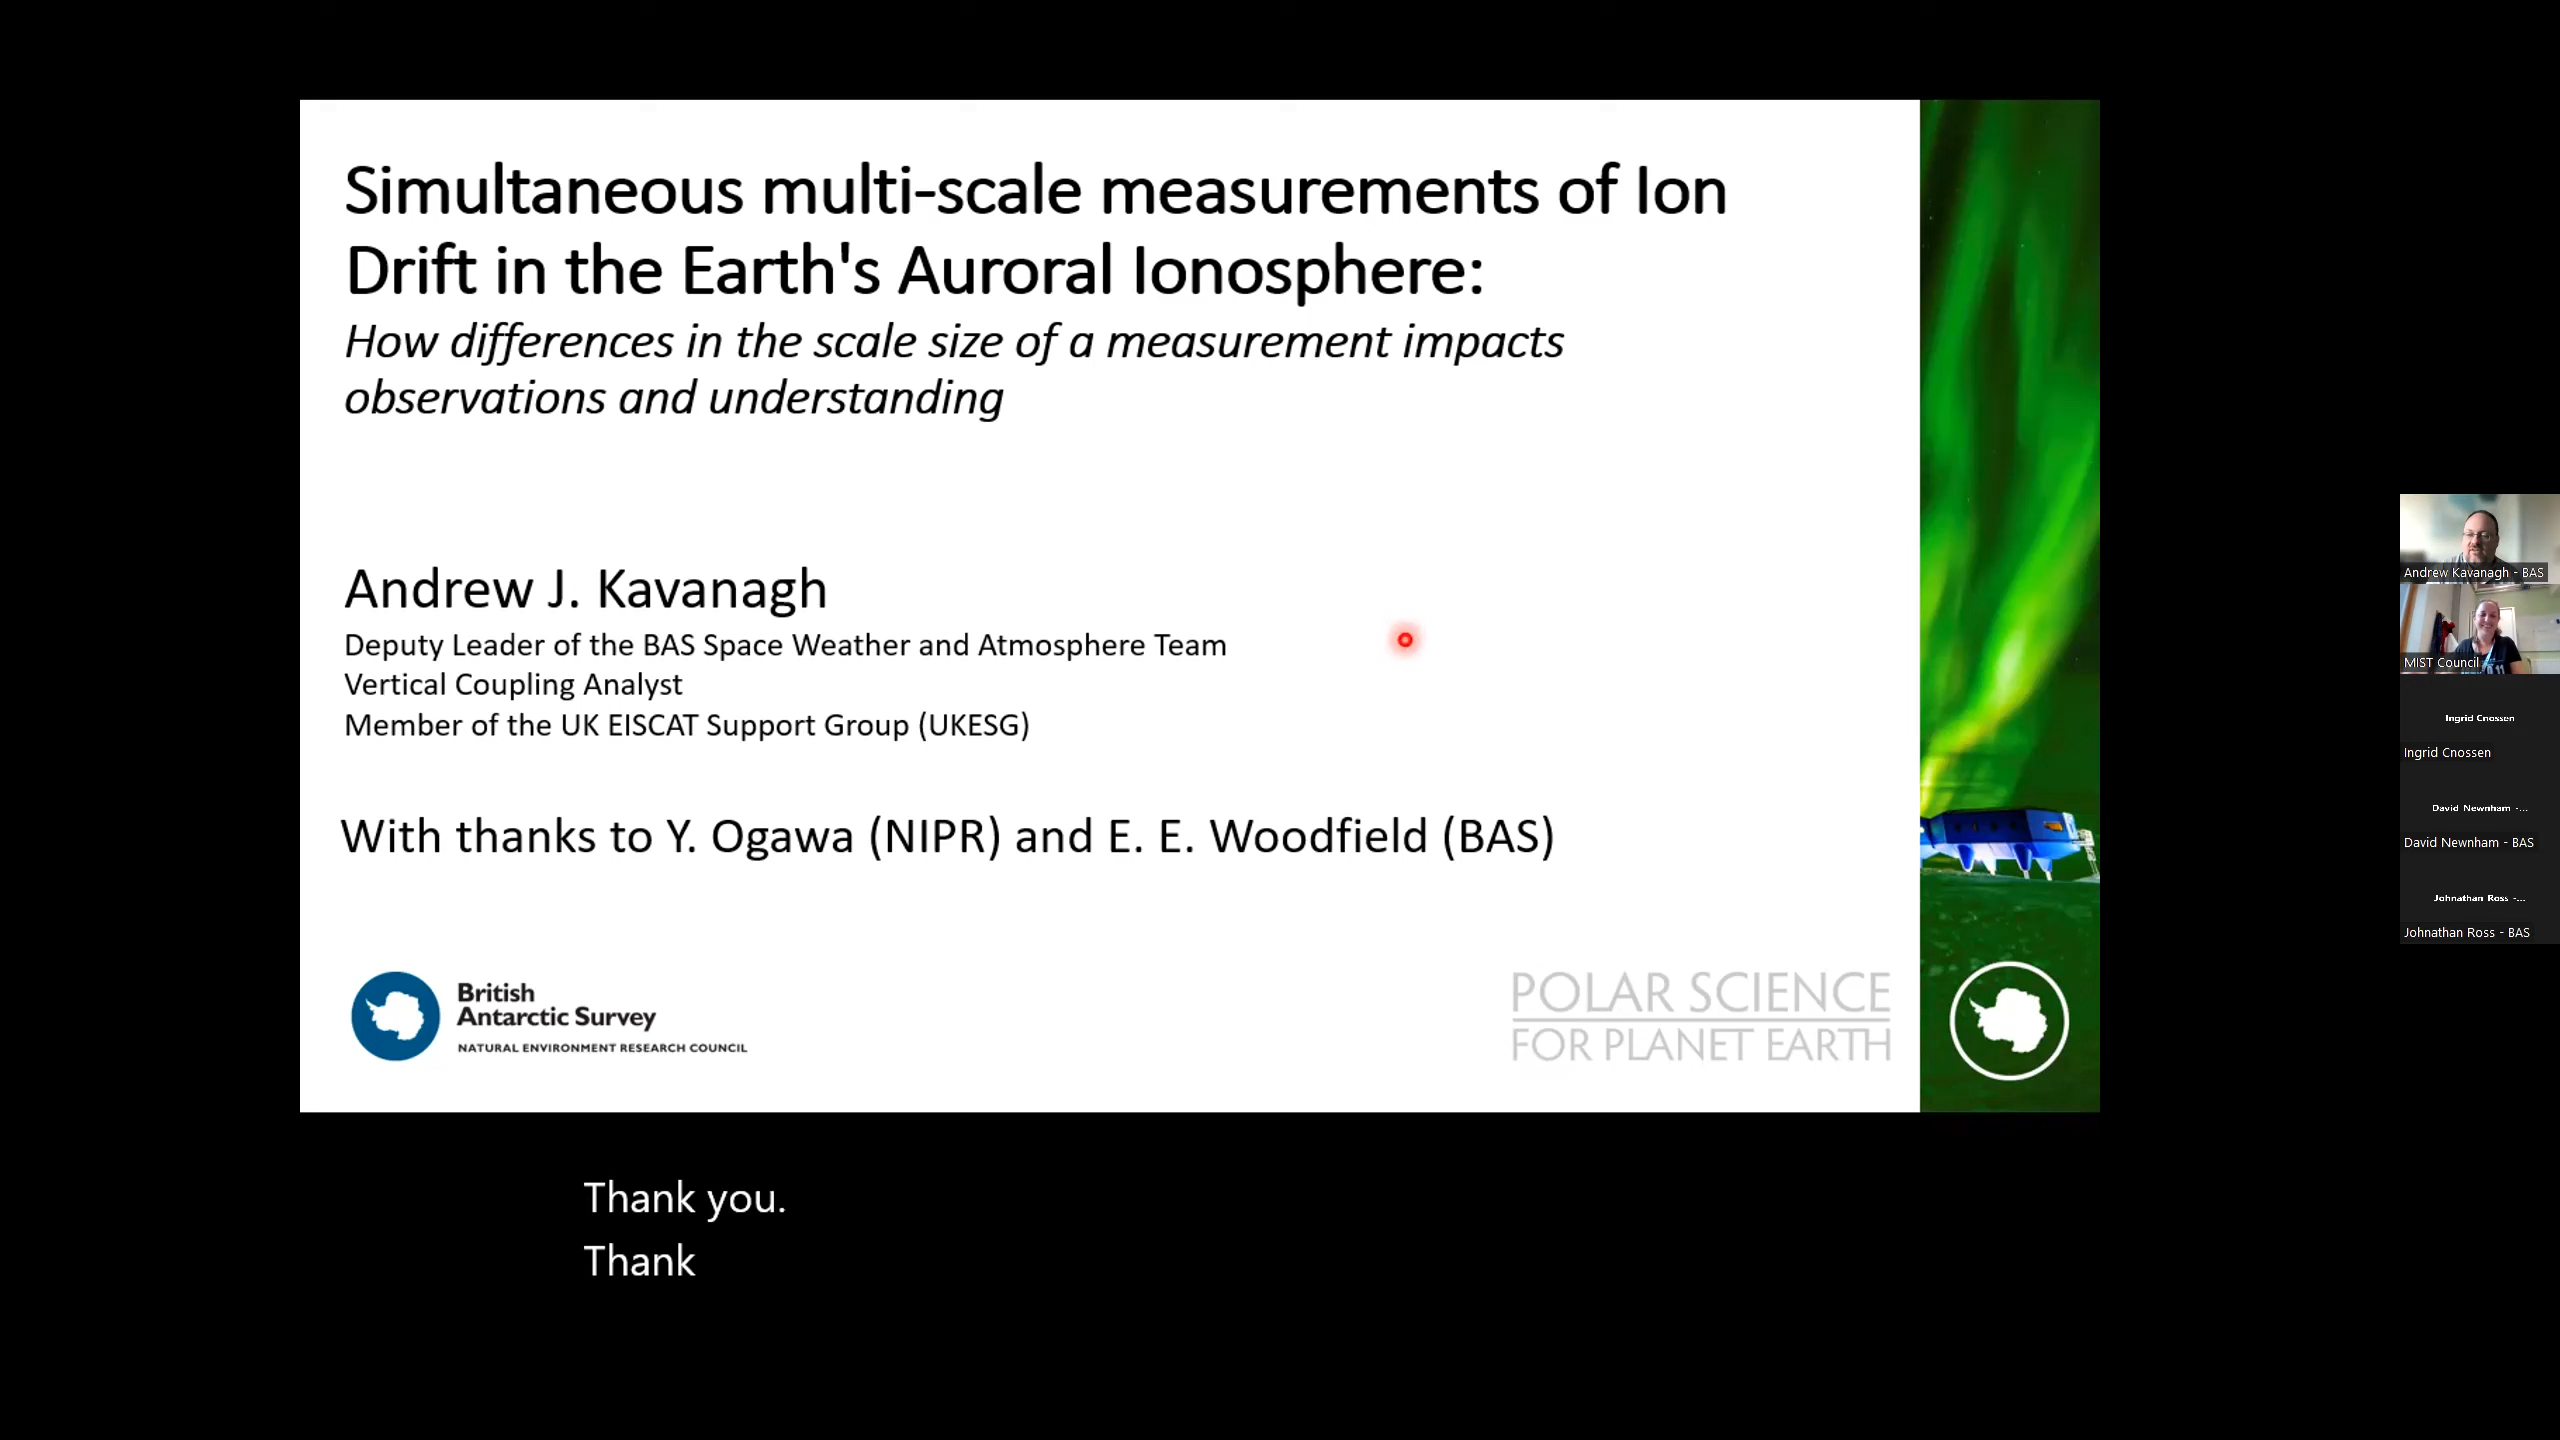 Simultaneous multi-scale measurements of Ion
Drift in the Earth's Auroral Ionosphere:
How differences in the scale size of a measurement impacts
observations and understanding
Andrew J. Kavanagh
Deputy Leader of the BAS Space Weather and Atmosphere Team
Vertical Coupling Analyst
Member of the UK EISCAT Support Group (UKESG)
With thanks to Y. Ogawa (NIPR) and E. E. Woodfield (BAS)
British
Antarctic Survey
NATURAL ENVIRONMENT RESEARCH COUNCIL
POLAR SCIENCE
FOR PLANET EARTH
Andrew Kavanagh - BAS
MIST Council
Ingrid Cnossen
Ingrid Cnossen
David Newnham -...
David Newnham - BAS
Johnathan Ross -...
Johnathan Ross - BAS
Thank you.
Thank